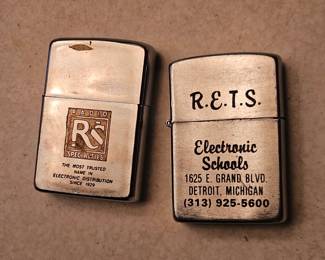 RADIO
RS
SPECIALTIES
THE MOST TRUSTED
NAME IN
ELECTRONIC DISTRIBUTION
SINCE 1929
R.E.T.S.
Electronic
Schools
1625 E. GRAND BLVD.
DETROIT, MICHIGAN
(313) 925-5600